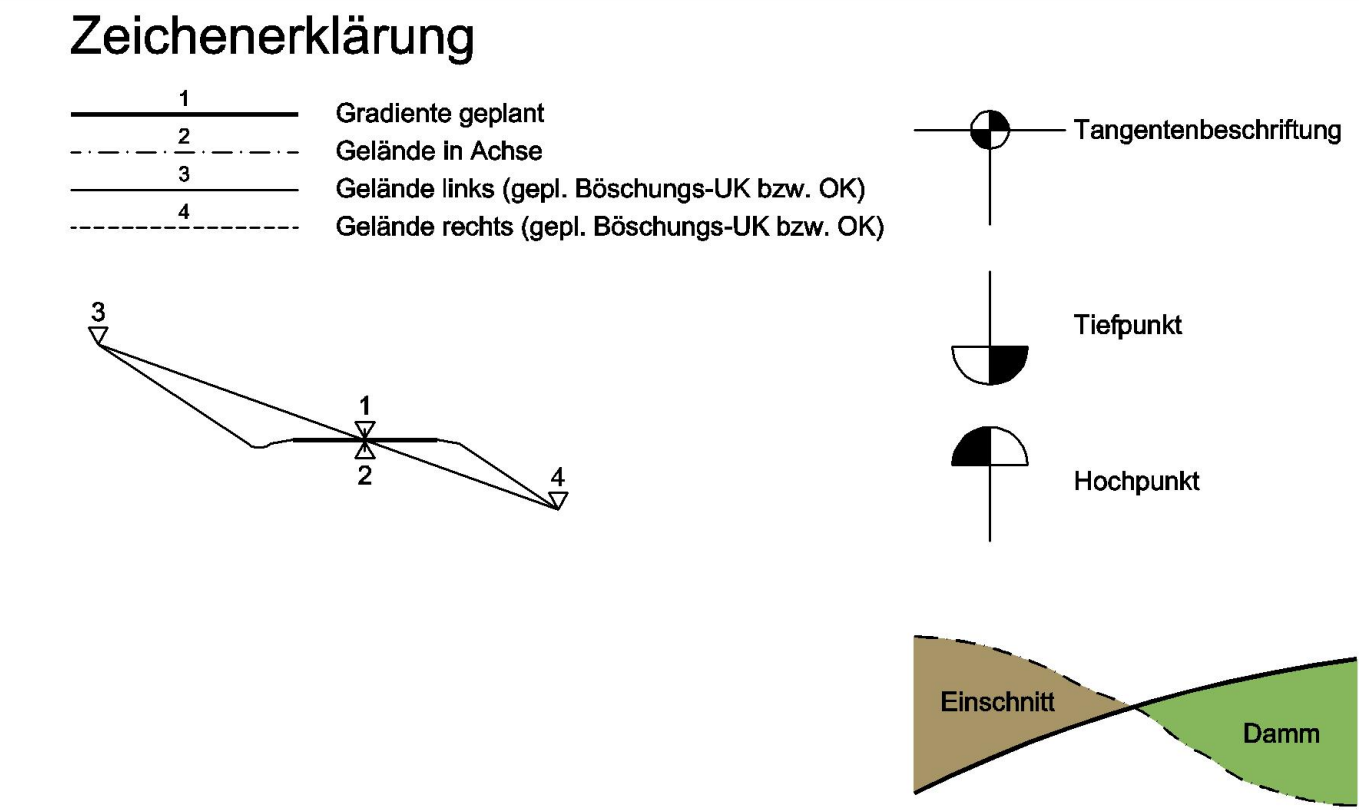 Zeichenerklärung
1
Gradiente geplant
2
Gelände in Achse
3
Gelände links (gepl. Böschungs-UK bzw. OK)
4
Gelände rechts (gepl. Böschungs-UK bzw. OK)
3
1
2
4
Tangentenbeschriftung
Tiefpunkt
Hochpunkt
Einschnitt
Damm